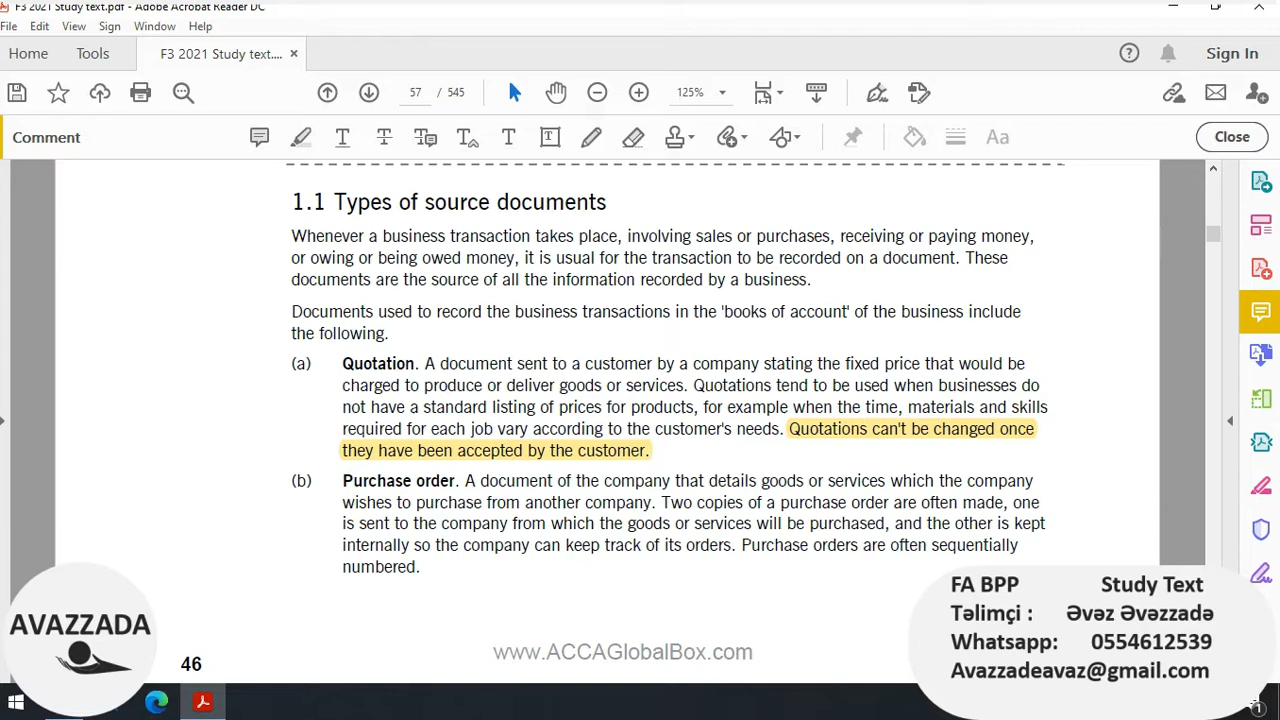 F3 2021 Study text.pdf - Adobe Acrobat Reader DC
File Edit View Sign Window Help
Home Tools F3 2021 Study text.... × Sign In
57 / 545 125%
Comment Aa Close
1.1 Types of source documents
Whenever a business transaction takes place, involving sales or purchases, receiving or paying money,
or owing or being owed money, it is usual for the transaction to be recorded on a document. These
documents are the source of all the information recorded by a business.
Documents used to record the business transactions in the 'books of account' of the business include
the following.
(a) Quotation. A document sent to a customer by a company stating the fixed price that would be
charged to produce or deliver goods or services. Quotations tend to be used when businesses do
not have a standard listing of prices for products, for example when the time, materials and skills
required for each job vary according to the customer's needs. Quotations can't be changed once
they have been accepted by the customer.
(b) Purchase order. A document of the company that details goods or services which the company
wishes to purchase from another company. Two copies of a purchase order are often made, one
is sent to the company from which the goods or services will be purchased, and the other is kept
internally so the company can keep track of its orders. Purchase orders are often sequentially
numbered.
46
www.ACCAGlobalBox.com
AVAZZADA
FA BPP Study Text
Təlimçi : Əvəz Əvəzzadə
Whatsapp: 0554612539
Avazzadeavaz@gmail.com
1